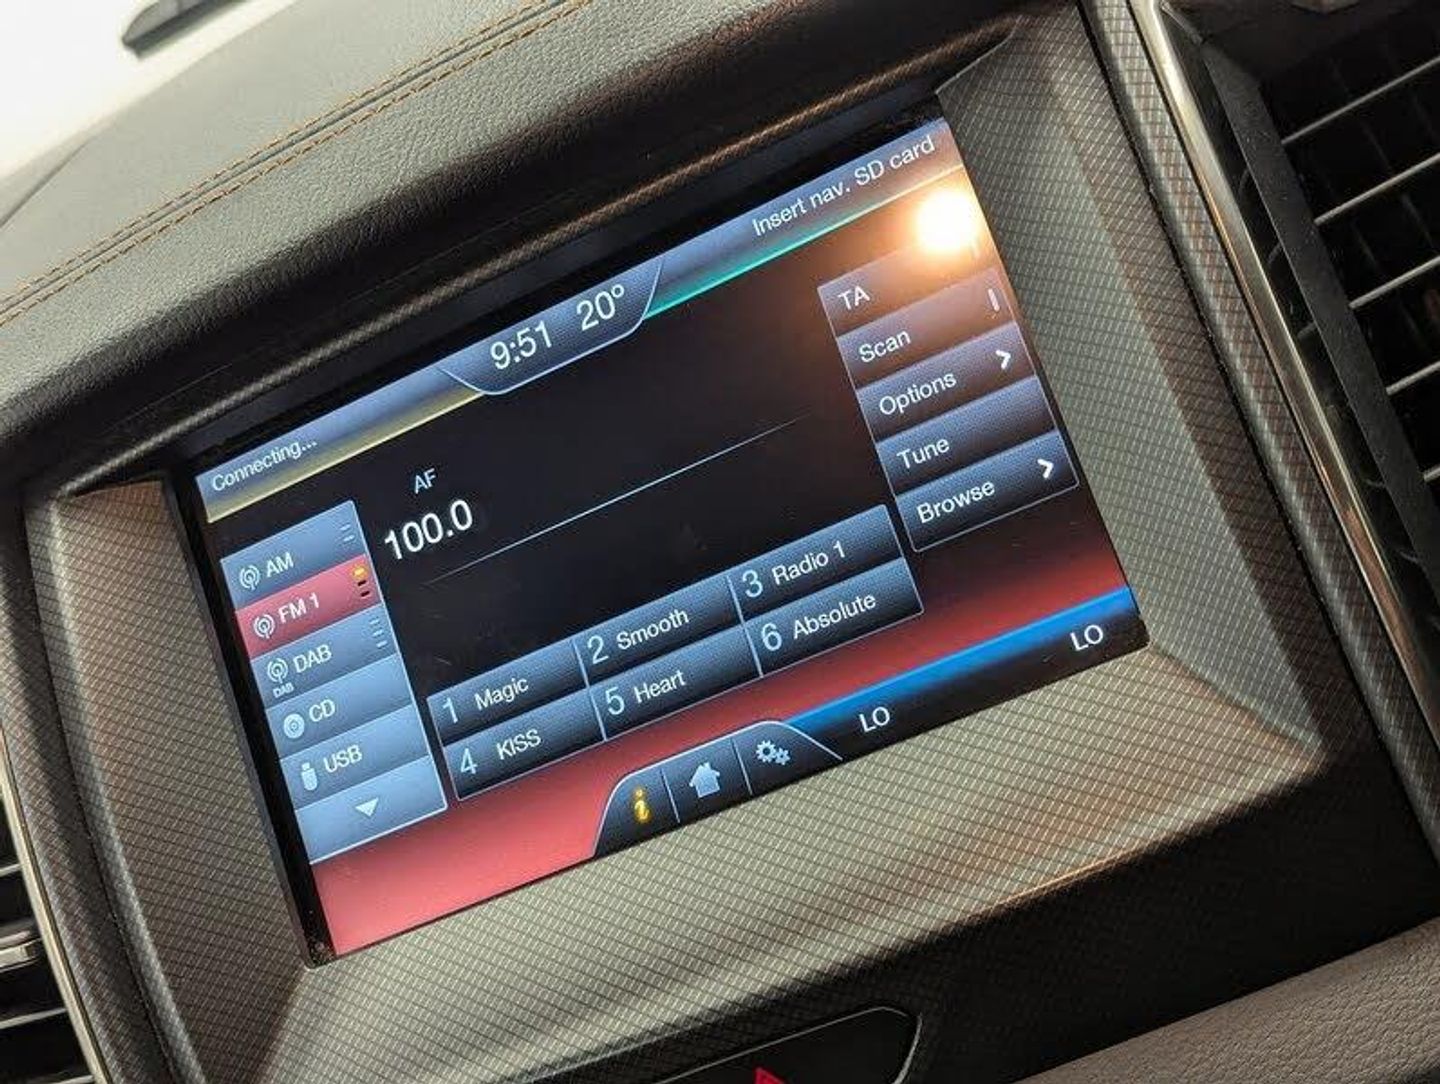 Connecting...
9:51 20°
Insert nav. SD card
AM
FM 1
DAB
DAB
CD
USB
AF
100.0
TA
Scan
Options
Tune
Browse
1 Magic
2 Smooth
3 Radio 1
4 KISS
5 Heart
6 Absolute
i
LO
LO